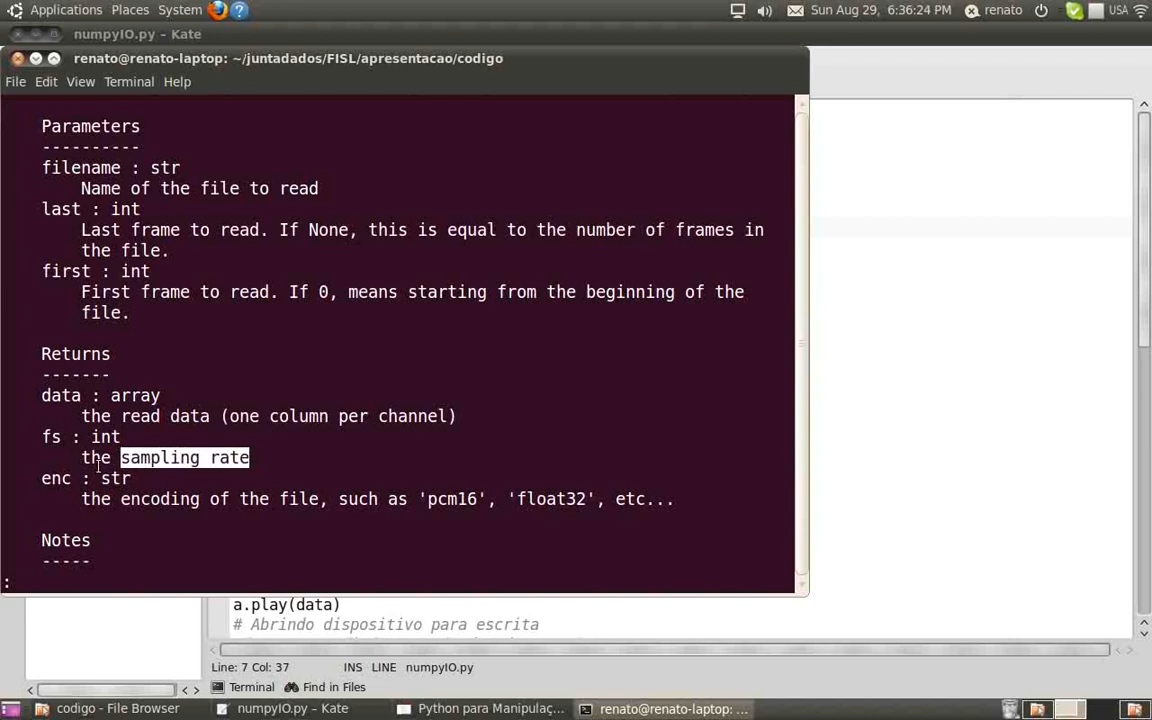 Applications Places System
Sun Aug 29, 6:36:24 PM renato USA
numpyIO.py – Kate
renato@renato-laptop: ~/juntadados/FISL/apresentacao/codigo
File Edit View Terminal Help
Parameters
----------
filename : str
Name of the file to read
last : int
Last frame to read. If None, this is equal to the number of frames in
the file.
first : int
First frame to read. If 0, means starting from the beginning of the
file.
Returns
-------
data : array
the read data (one column per channel)
fs : int
the sampling rate
enc : str
the encoding of the file, such as 'pcm16', 'float32', etc...
Notes
-----
:
a.play(data)
# Abrindo dispositivo para escrita
Line: 7 Col: 37 INS LINE numpyIO.py
Terminal Find in Files
codigo - File Browser numpyIO.py – Kate Python para Manipulaç... renato@renato-laptop: ...